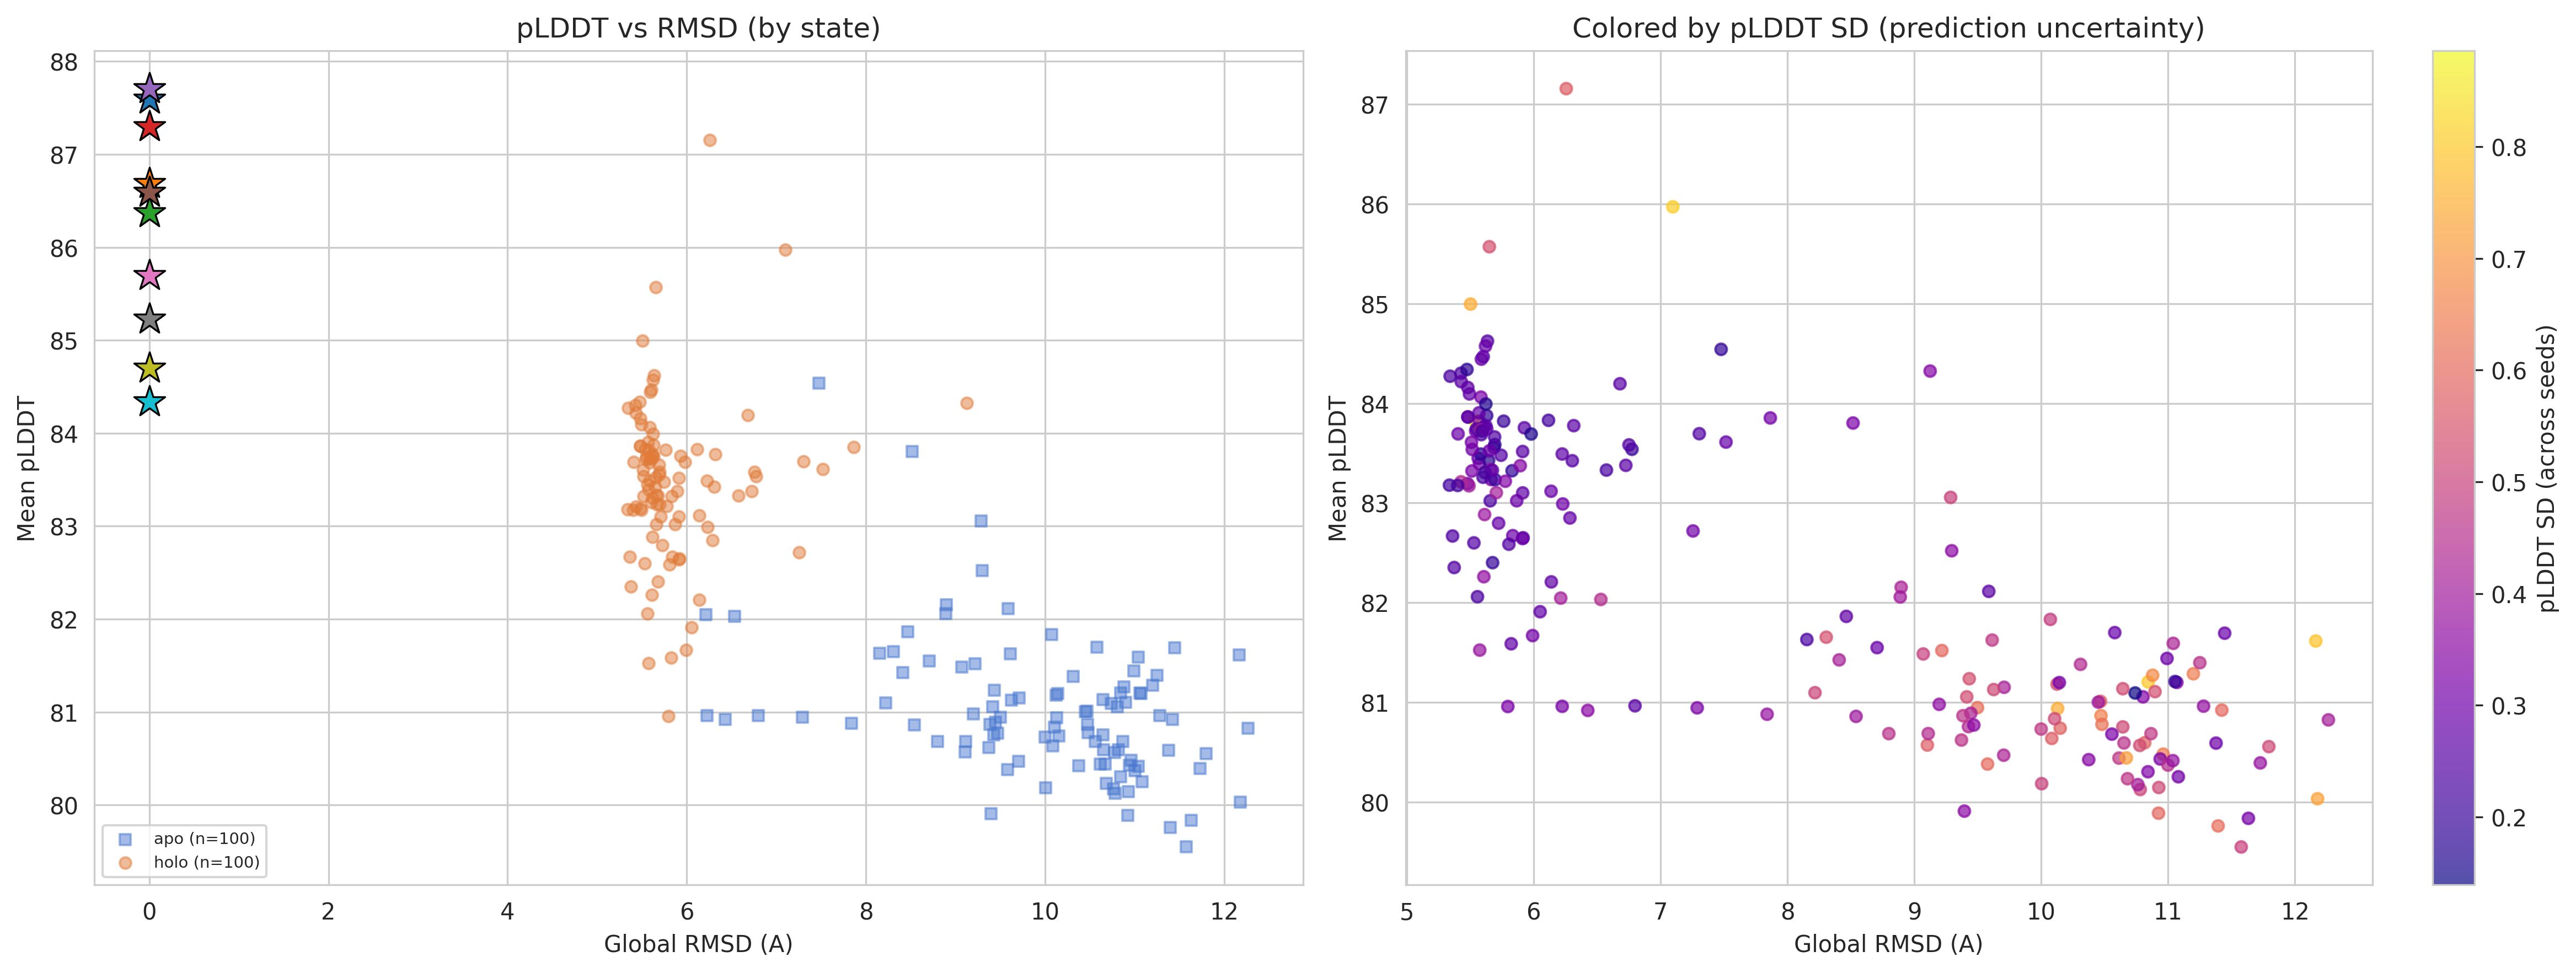 pLDDT vs RMSD (by state)
88
87
86
85
84
83
82
81
80
Mean pLDDT
apo (n=100)
holo (n=100)
0 2 4 6 8 10 12
Global RMSD (A)
Colored by pLDDT SD (prediction uncertainty)
87
86
85
84
83
82
81
80
Mean pLDDT
5 6 7 8 9 10 11 12
Global RMSD (A)
0.8
0.7
0.6
0.5
0.4
0.3
0.2
pLDDT SD (across seeds)